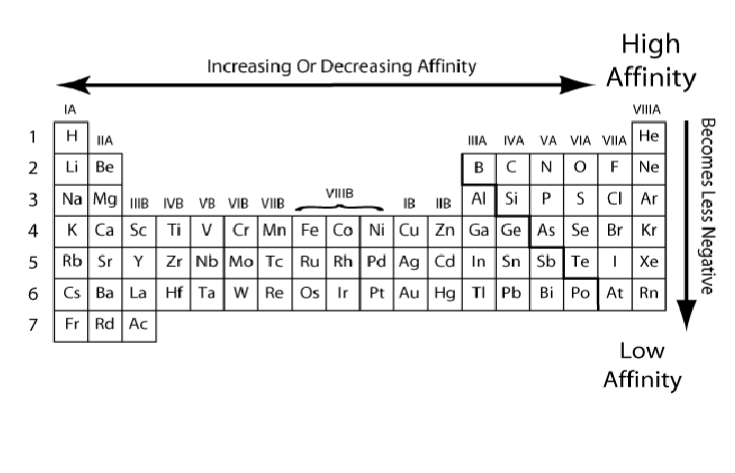 High
Increasing Or Decreasing Affinity
Affinity
IA
VIIIA
1 H IIA IIIA IVA VA VIA VIIA He
2 Li Be B C N O F Ne
3 Na Mg IIIB IVB VB VIB VIIB VIIIB IB IIB Al Si P S Cl Ar
4 K Ca Sc Ti V Cr Mn Fe Co Ni Cu Zn Ga Ge As Se Br Kr
5 Rb Sr Y Zr Nb Mo Tc Ru Rh Pd Ag Cd In Sn Sb Te I Xe
6 Cs Ba La Hf Ta W Re Os Ir Pt Au Hg Tl Pb Bi Po At Rn
7 Fr Rd Ac
Becomes Less Negative
Low
Affinity